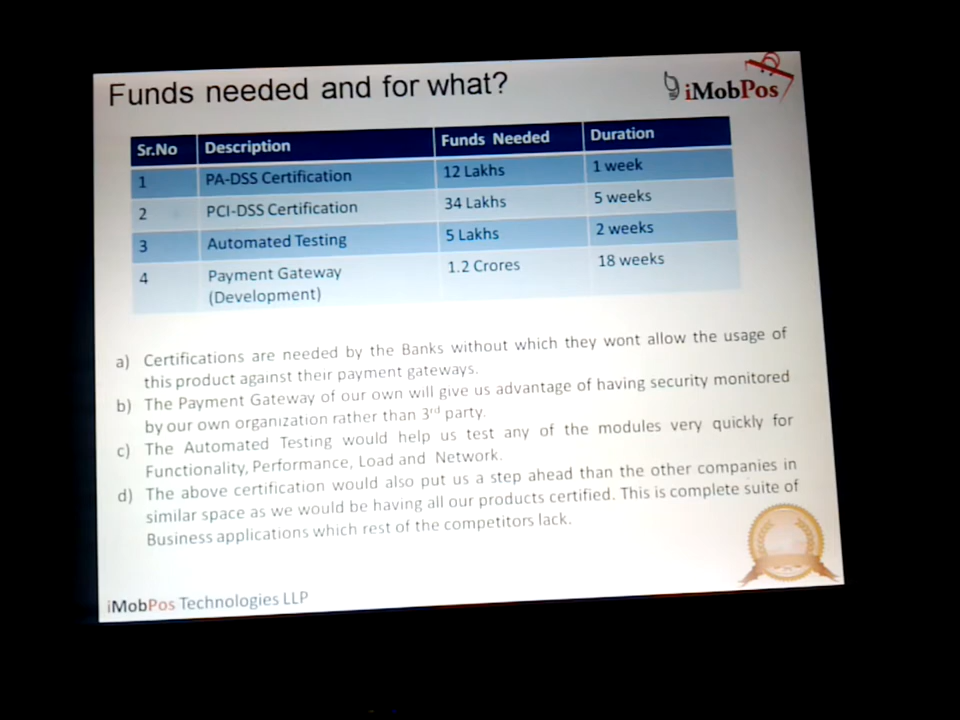 Funds needed and for what?
iMobPos
Sr.No Description Funds Needed Duration
1 PA-DSS Certification 12 Lakhs 1 week
2 PCI-DSS Certification 34 Lakhs 5 weeks
3 Automated Testing 5 Lakhs 2 weeks
4 Payment Gateway 1.2 Crores 18 weeks
(Development)
a) Certifications are needed by the Banks without which they wont allow the usage of
this product against their payment gateways.
b) The Payment Gateway of our own will give us advantage of having security monitored
by our own organization rather than 3rd party.
c) The Automated Testing would help us test any of the modules very quickly for
Functionality, Performance, Load and Network.
d) The above certification would also put us a step ahead than the other companies in
similar space as we would be having all our products certified. This is complete suite of
Business applications which rest of the competitors lack.
iMobPos Technologies LLP